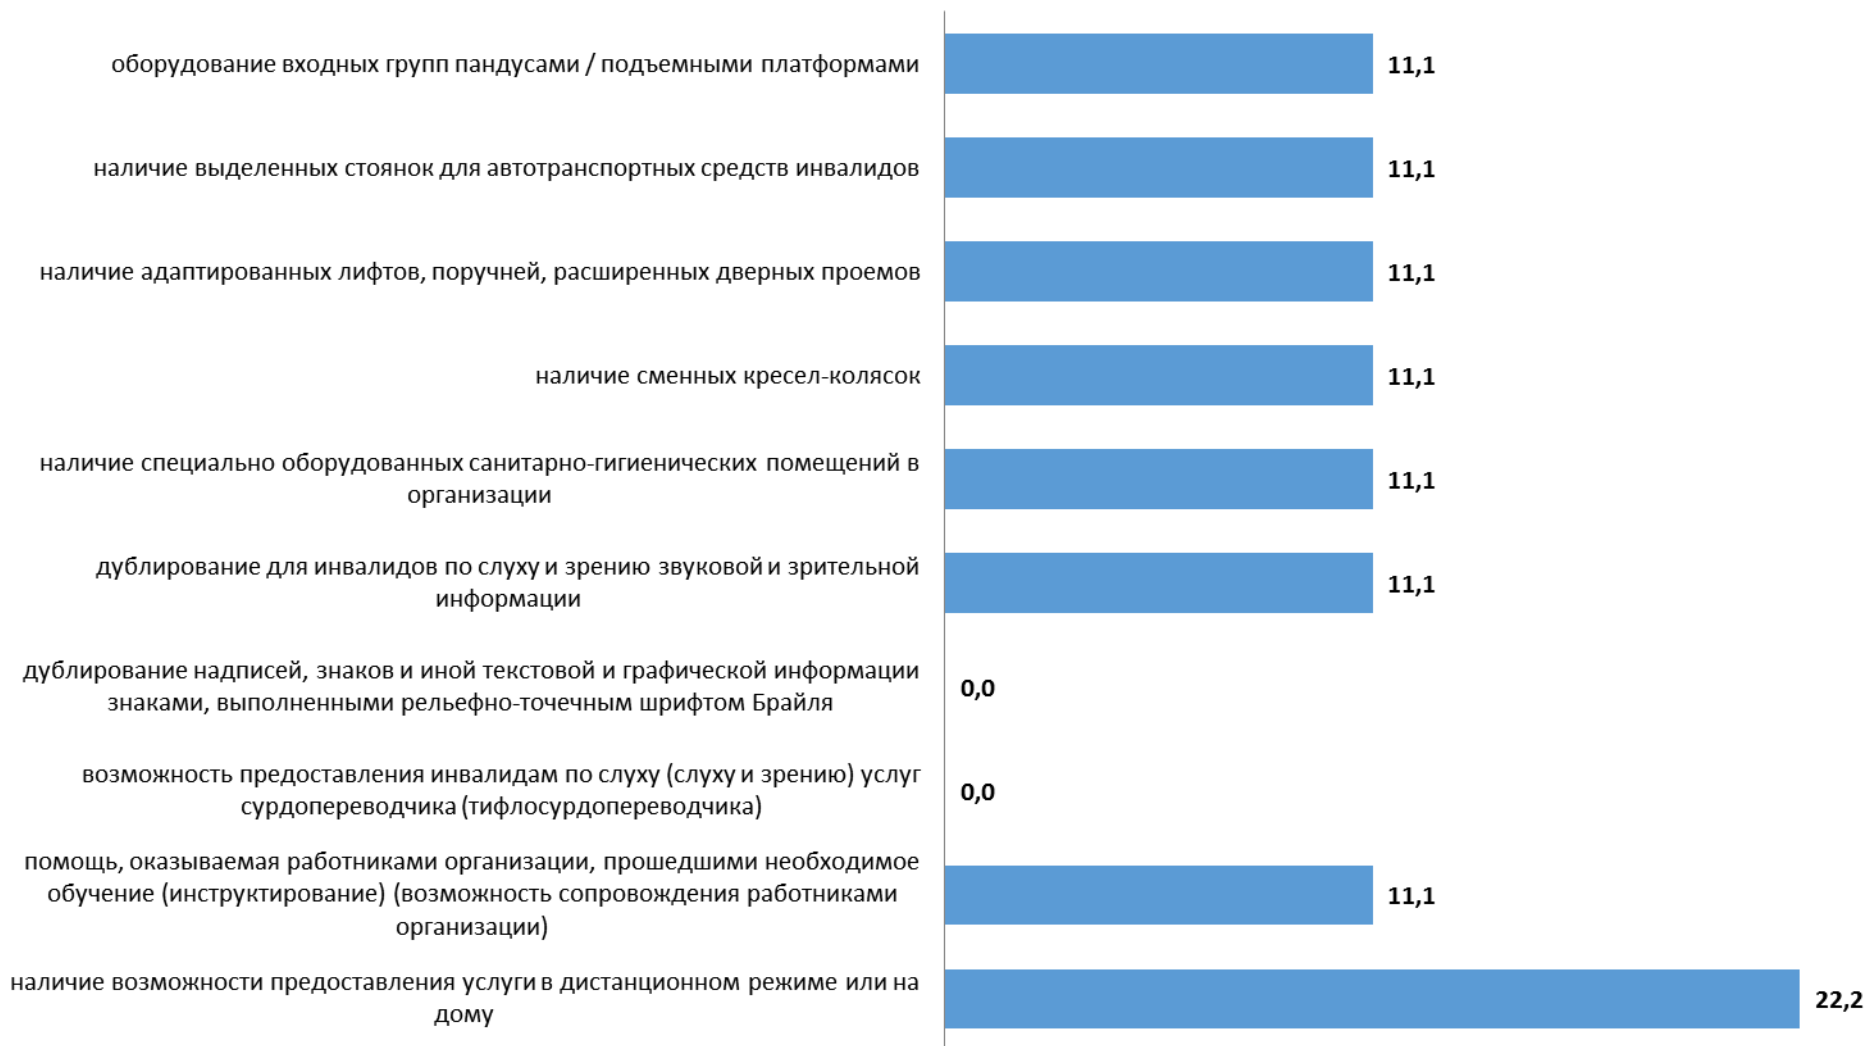 оборудование входных групп пандусами / подъемными платформами
11,1
наличие выделенных стоянок для автотранспортных средств инвалидов
11,1
наличие адаптированных лифтов, поручней, расширенных дверных проемов
11,1
наличие сменных кресел-колясок
11,1
наличие специально оборудованных санитарно-гигиенических помещений в
организации
11,1
дублирование для инвалидов по слуху и зрению звуковой и зрительной
информации
11,1
дублирование надписей, знаков и иной текстовой и графической информации
знаками, выполненными рельефно-точечным шрифтом Брайля
0,0
возможность предоставления инвалидам по слуху (слуху и зрению) услуг
сурдопереводчика (тифлосурдопереводчика)
0,0
помощь, оказываемая работниками организации, прошедшими необходимое
обучение (инструктирование) (возможность сопровождения работниками
организации)
11,1
наличие возможности предоставления услуги в дистанционном режиме или на
дому
22,2